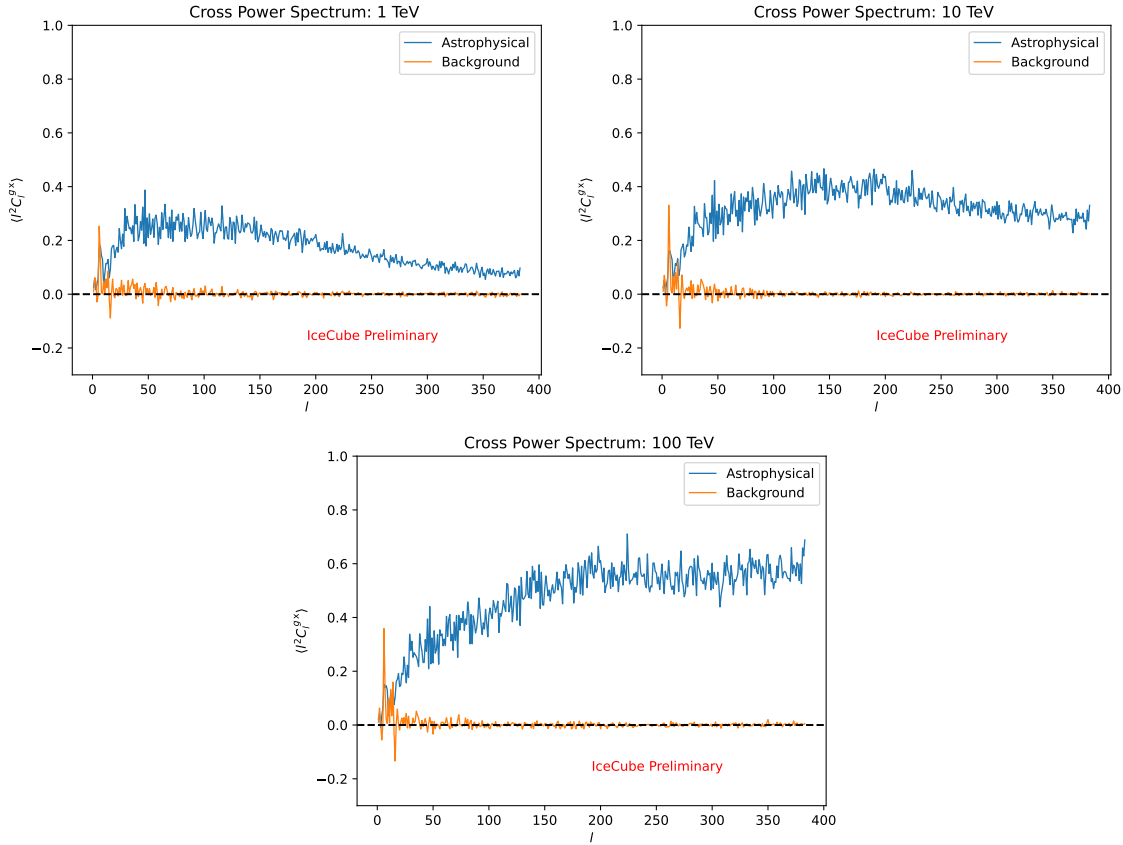 Cross Power Spectrum: 1 TeV
1.0
0.8
0.6
0.4
0.2
0.0
−0.2
⟨l²C_l^{g×}⟩
Astrophysical
Background
IceCube Preliminary
0 50 100 150 200 250 300 350 400
l
Cross Power Spectrum: 10 TeV
1.0
0.8
0.6
0.4
0.2
0.0
−0.2
⟨l²C_l^{g×}⟩
Astrophysical
Background
IceCube Preliminary
0 50 100 150 200 250 300 350 400
l
Cross Power Spectrum: 100 TeV
1.0
0.8
0.6
0.4
0.2
0.0
−0.2
⟨l²C_l^{g×}⟩
Astrophysical
Background
IceCube Preliminary
0 50 100 150 200 250 300 350 400
l